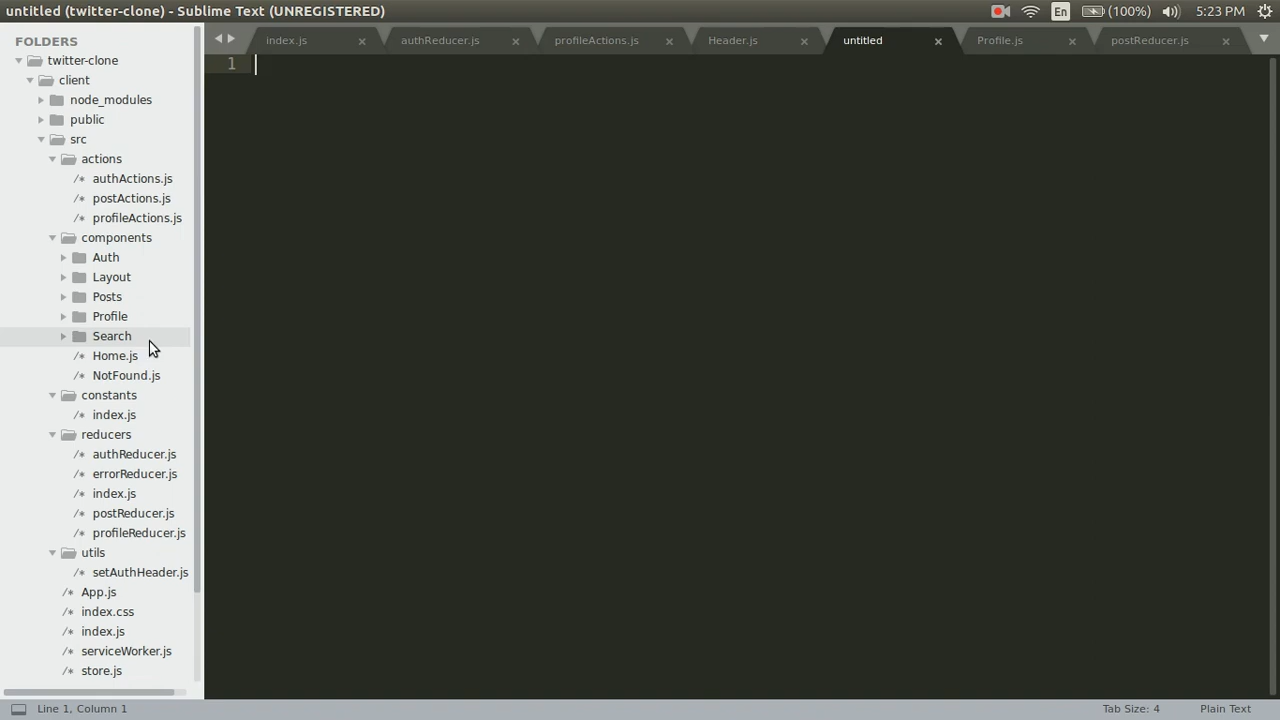 untitled (twitter-clone) - Sublime Text (UNREGISTERED)
En
(100%)
5:23 PM
FOLDERS
twitter-clone
client
node_modules
public
src
actions
/* authActions.js
/* postActions.js
/* profileActions.js
components
Auth
Layout
Posts
Profile
Search
/* Home.js
/* NotFound.js
constants
/* index.js
reducers
/* authReducer.js
/* errorReducer.js
/* index.js
/* postReducer.js
/* profileReducer.js
utils
/* setAuthHeader.js
/* App.js
/* index.css
/* index.js
/* serviceWorker.js
/* store.js
index.js
authReducer.js
profileActions.js
Header.js
untitled
Profile.js
postReducer.js
1
Line 1, Column 1
Tab Size: 4
Plain Text